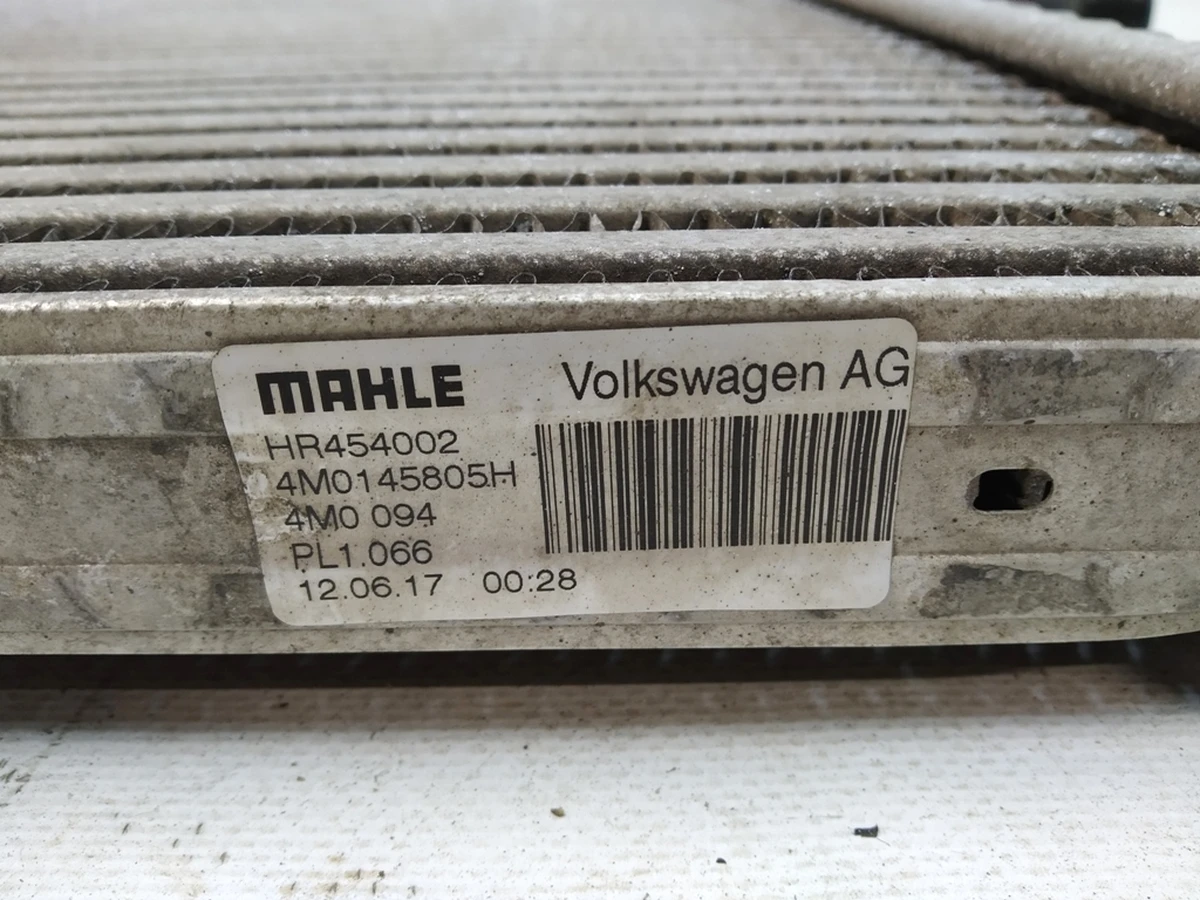 MAHLE Volkswagen AG
HR454002
4M0145805H
4M0 094
PL1.066
12.06.17 00:28